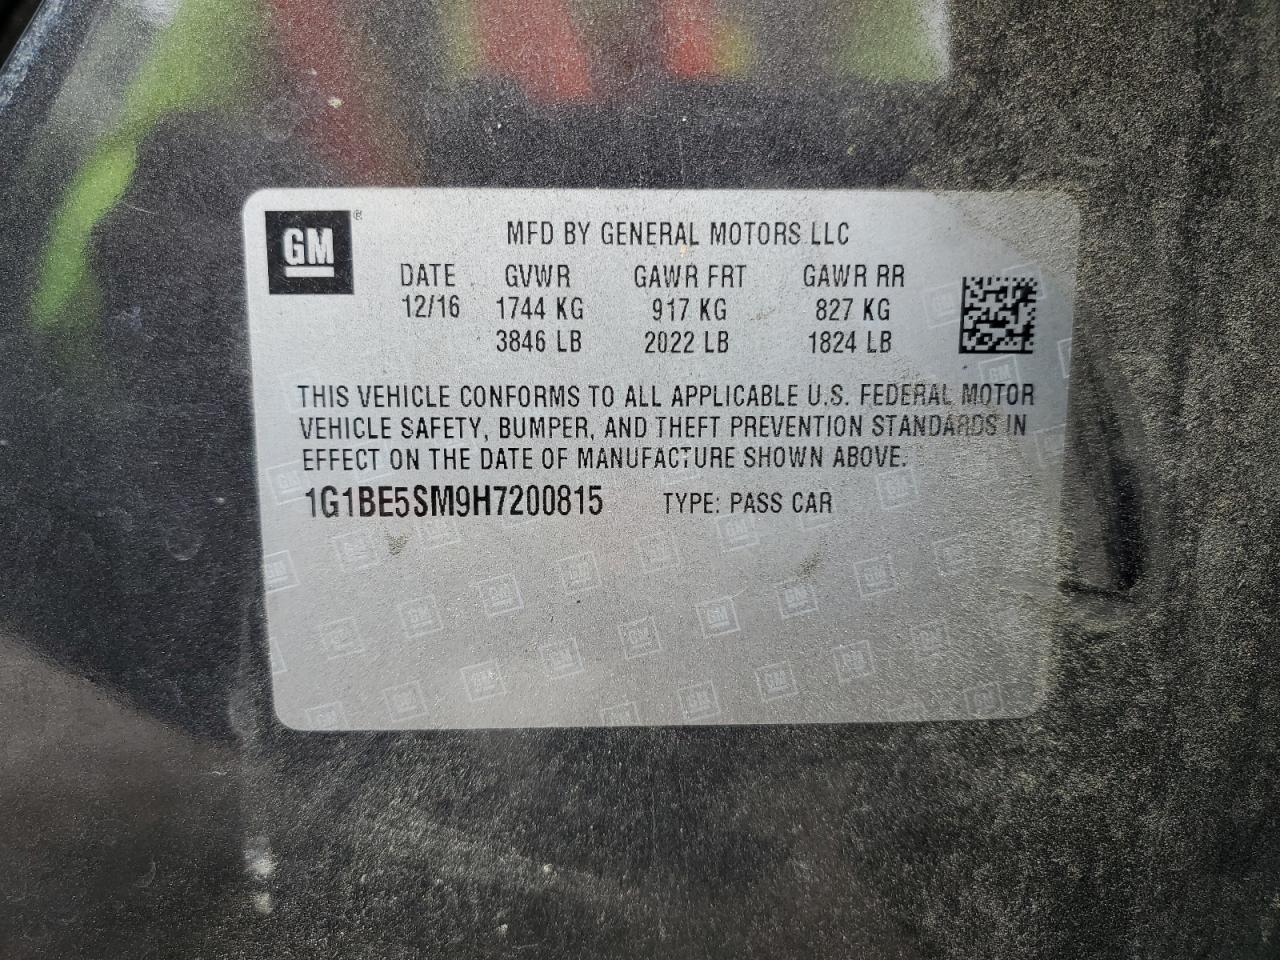 GM ®
MFD BY GENERAL MOTORS LLC
DATE GVWR GAWR FRT GAWR RR
12/16 1744 KG 917 KG 827 KG
3846 LB 2022 LB 1824 LB
THIS VEHICLE CONFORMS TO ALL APPLICABLE U.S. FEDERAL MOTOR
VEHICLE SAFETY, BUMPER, AND THEFT PREVENTION STANDARDS IN
EFFECT ON THE DATE OF MANUFACTURE SHOWN ABOVE.
1G1BE5SM9H7200815 TYPE: PASS CAR